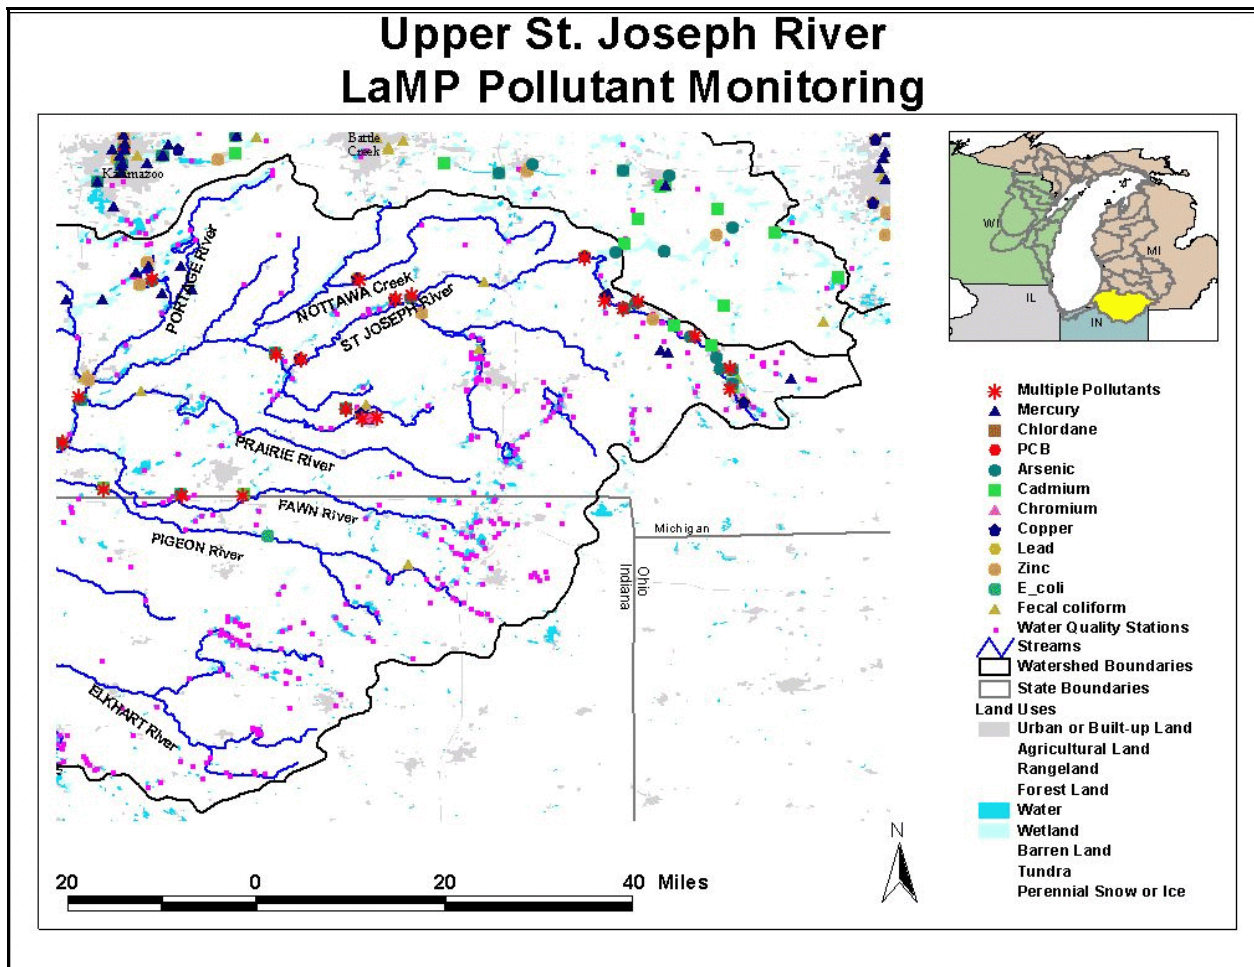 Upper St. Joseph River
LaMP Pollutant Monitoring
Battle
Creek
Kalamazoo
PORTAGE River
NOTTAWA Creek
ST JOSEPH River
PRAIRIE River
FAWN River
PIGEON River
ELKHART River
Michigan
Ohio
Indiana
WI
MI
IL
IN
Multiple Pollutants
Mercury
Chlordane
PCB
Arsenic
Cadmium
Chromium
Copper
Lead
Zinc
E_coli
Fecal coliform
Water Quality Stations
Streams
Watershed Boundaries
State Boundaries
Land Uses
Urban or Built-up Land
Agricultural Land
Rangeland
Forest Land
Water
Wetland
Barren Land
Tundra
Perennial Snow or Ice
N
20 0 20 40 Miles